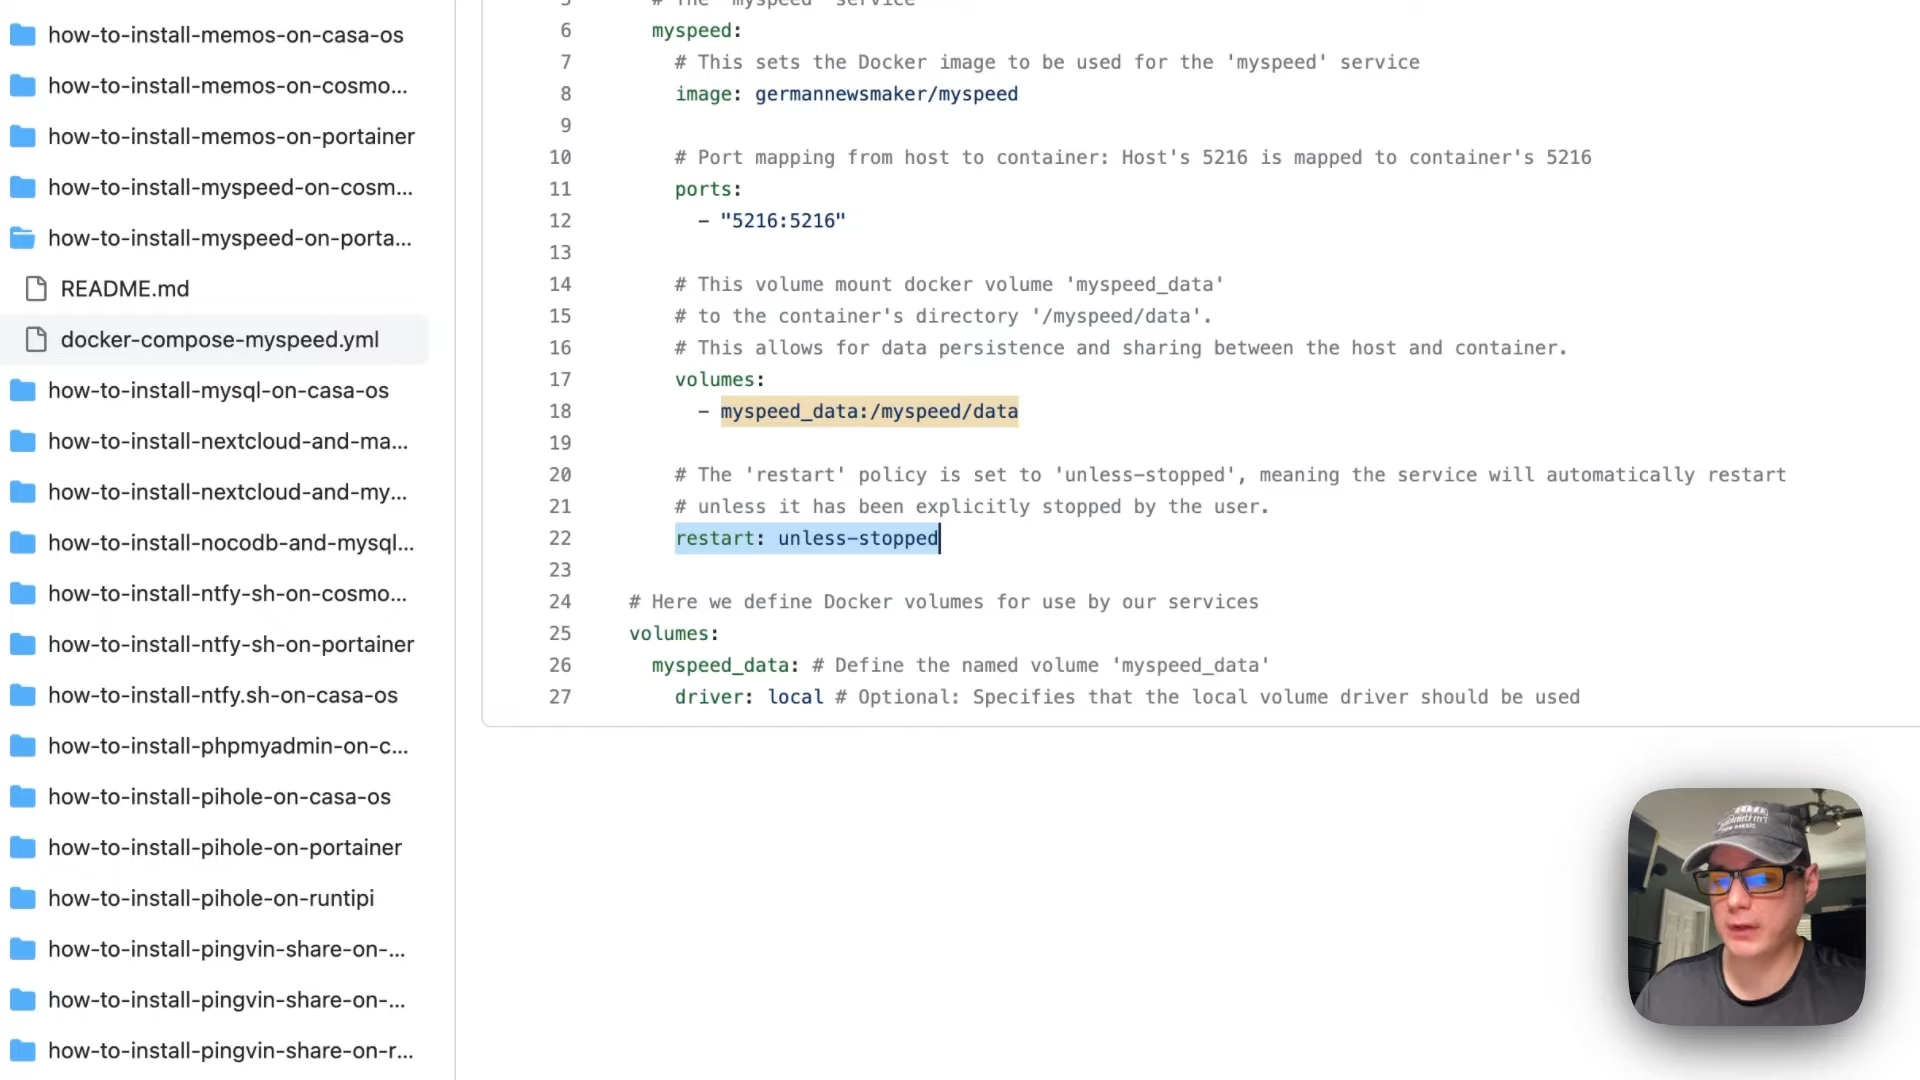 how-to-install-memos-on-casa-os
how-to-install-memos-on-cosmo...
how-to-install-memos-on-portainer
how-to-install-myspeed-on-cosm...
how-to-install-myspeed-on-porta...
README.md
docker-compose-myspeed.yml
how-to-install-mysql-on-casa-os
how-to-install-nextcloud-and-ma...
how-to-install-nextcloud-and-my...
how-to-install-nocodb-and-mysql...
how-to-install-ntfy-sh-on-cosmo...
how-to-install-ntfy-sh-on-portainer
how-to-install-ntfy.sh-on-casa-os
how-to-install-phpmyadmin-on-c...
how-to-install-pihole-on-casa-os
how-to-install-pihole-on-portainer
how-to-install-pihole-on-runtipi
how-to-install-pingvin-share-on-...
how-to-install-pingvin-share-on-...
how-to-install-pingvin-share-on-r...
5 # The 'myspeed' service
6 myspeed:
7 # This sets the Docker image to be used for the 'myspeed' service
8 image: germannewsmaker/myspeed
9
10 # Port mapping from host to container: Host's 5216 is mapped to container's 5216
11 ports:
12 - "5216:5216"
13
14 # This volume mount docker volume 'myspeed_data'
15 # to the container's directory '/myspeed/data'.
16 # This allows for data persistence and sharing between the host and container.
17 volumes:
18 - myspeed_data:/myspeed/data
19
20 # The 'restart' policy is set to 'unless-stopped', meaning the service will automatically restart
21 # unless it has been explicitly stopped by the user.
22 restart: unless-stopped
23
24 # Here we define Docker volumes for use by our services
25 volumes:
26 myspeed_data: # Define the named volume 'myspeed_data'
27 driver: local # Optional: Specifies that the local volume driver should be used